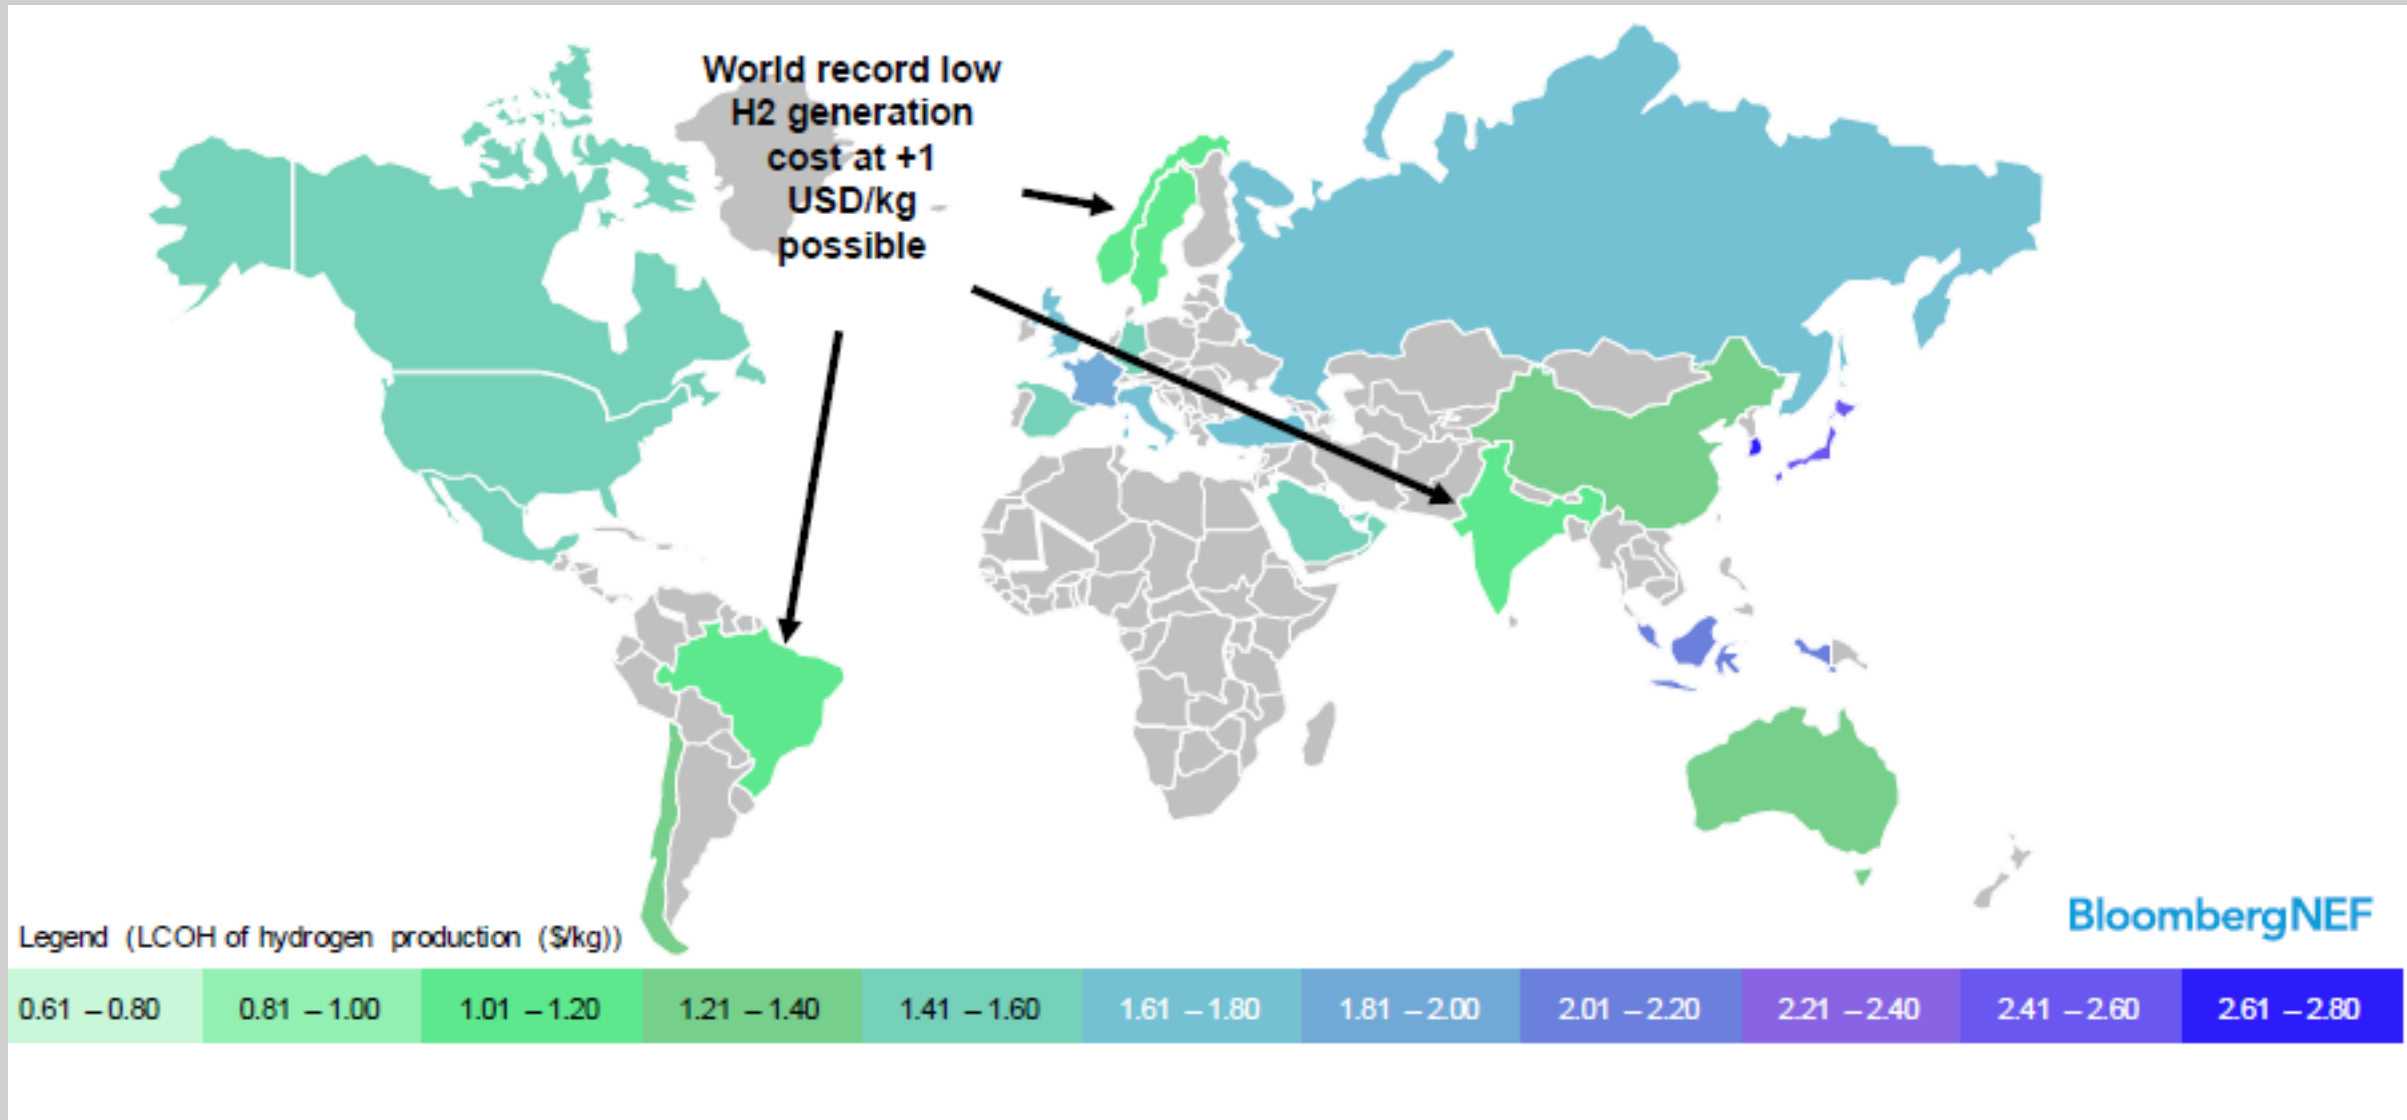 World record low
H2 generation
cost at +1
USD/kg
possible
BloombergNEF
Legend (LCOH of hydrogen production ($/kg))
0.61 – 0.80
0.81 – 1.00
1.01 – 1.20
1.21 – 1.40
1.41 – 1.60
1.61 – 1.80
1.81 – 2.00
2.01 – 2.20
2.21 – 2.40
2.41 – 2.60
2.61 – 2.80